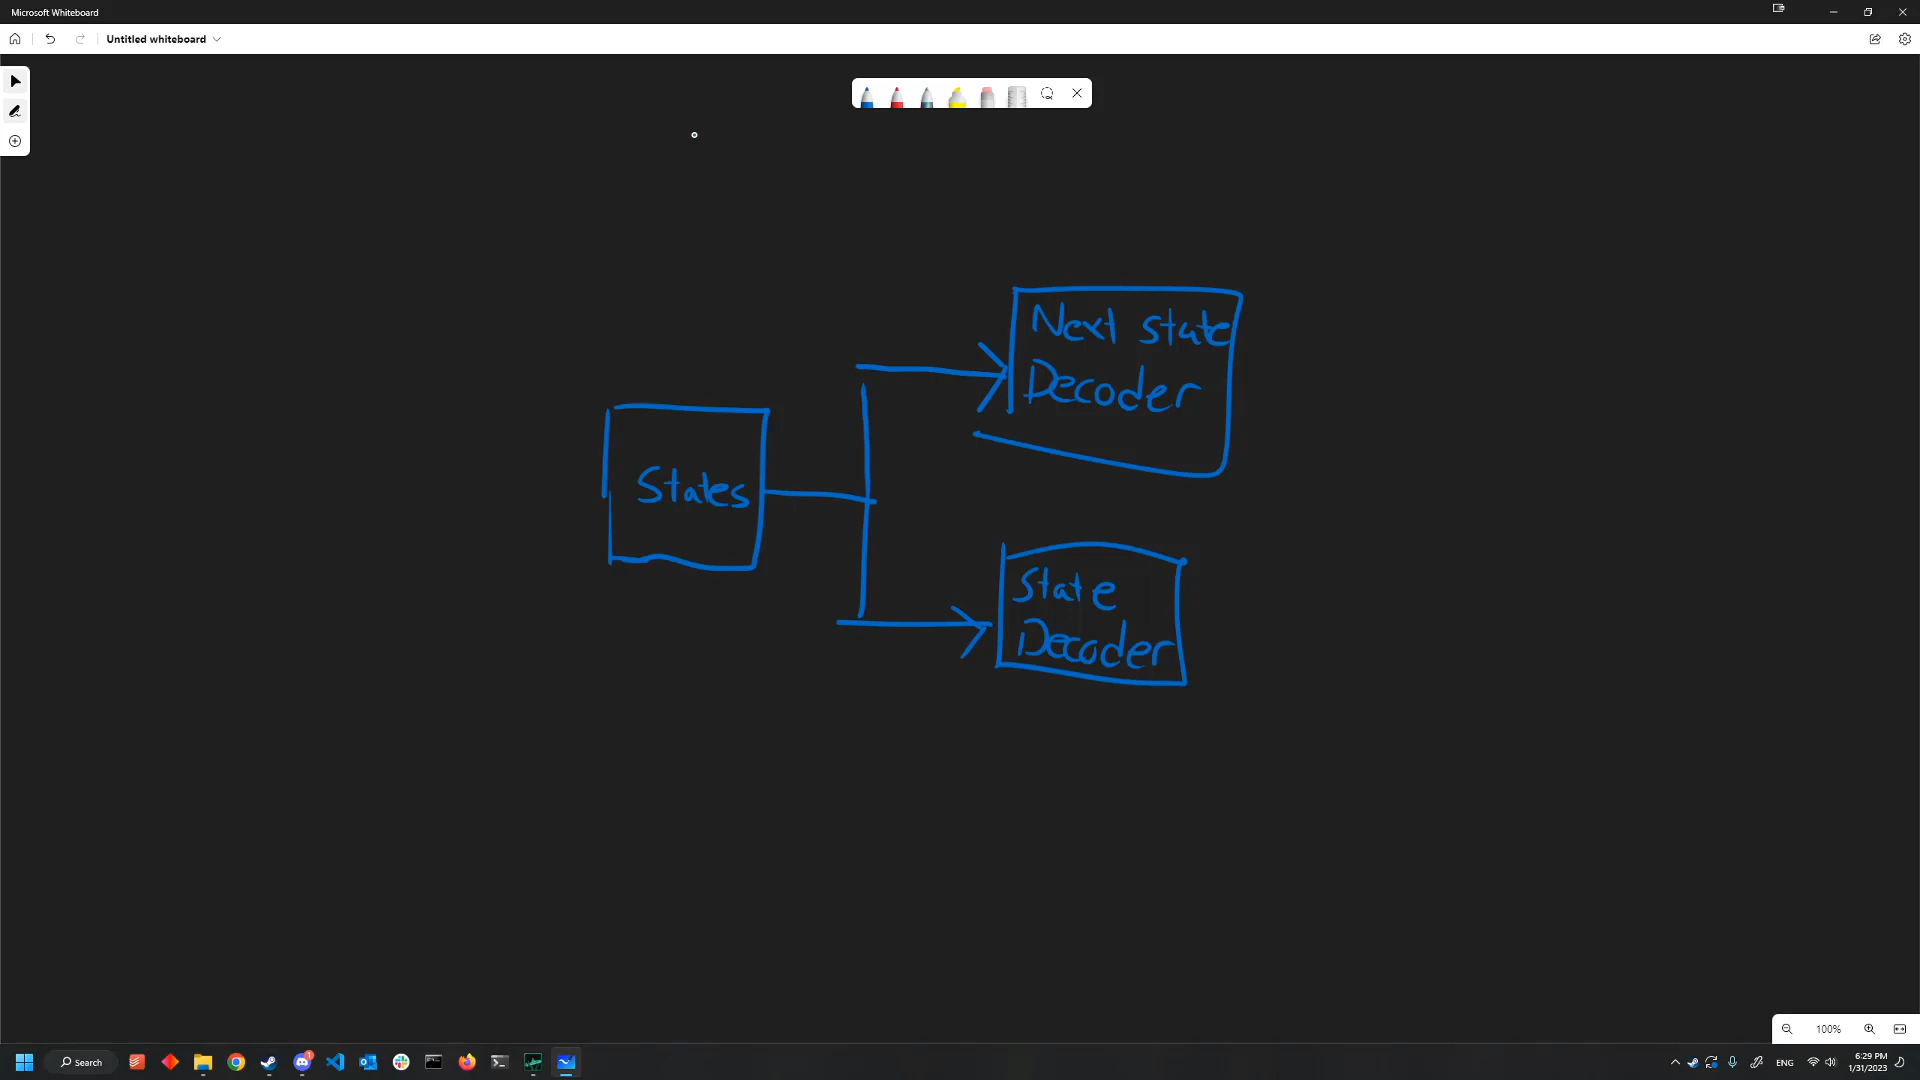 Microsoft Whiteboard
Untitled whiteboard
Next state
Decoder
States
State
Decoder
100%
Search
1
ENG
6:29 PM
1/31/2023